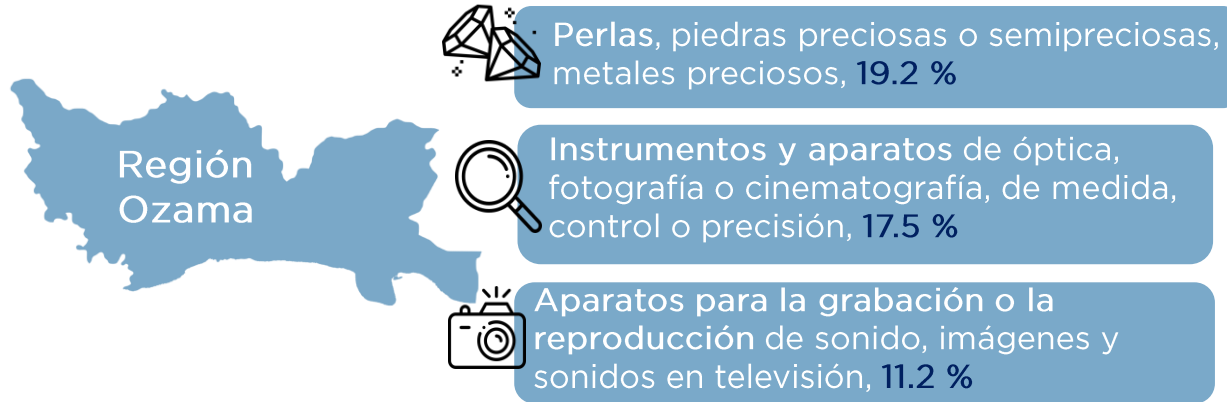 Región
Ozama
Perlas, piedras preciosas o semipreciosas,
metales preciosos, 19.2 %
Instrumentos y aparatos de óptica,
fotografía o cinematografía, de medida,
control o precisión, 17.5 %
Aparatos para la grabación o la
reproducción de sonido, imágenes y
sonidos en televisión, 11.2 %